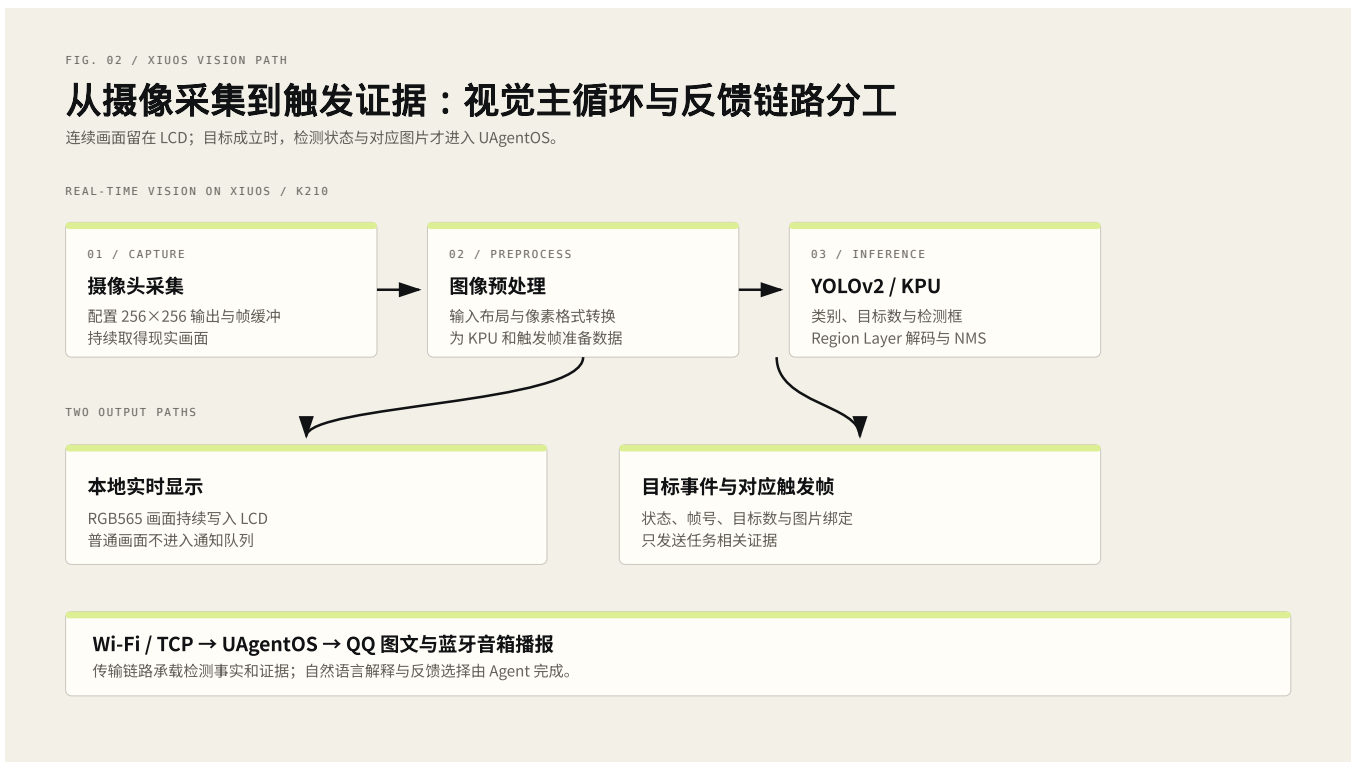 FIG. 02 / XIUOS VISION PATH
从摄像采集到触发证据：视觉主循环与反馈链路分工
连续画面留在 LCD；目标成立时，检测状态与对应图片才进入 UAgentOS。
REAL-TIME VISION ON XIUOS / K210
01 / CAPTURE
摄像头采集
配置 256×256 输出与帧缓冲
持续取得现实画面
02 / PREPROCESS
图像预处理
输入布局与像素格式转换
为 KPU 和触发帧准备数据
03 / INFERENCE
YOLOv2 / KPU
类别、目标数与检测框
Region Layer 解码与 NMS
TWO OUTPUT PATHS
本地实时显示
RGB565 画面持续写入 LCD
普通画面不进入通知队列
目标事件与对应触发帧
状态、帧号、目标数与图片绑定
只发送任务相关证据
Wi-Fi / TCP → UAgentOS → QQ 图文与蓝牙音箱播报
传输链路承载检测事实和证据；自然语言解释与反馈选择由 Agent 完成。